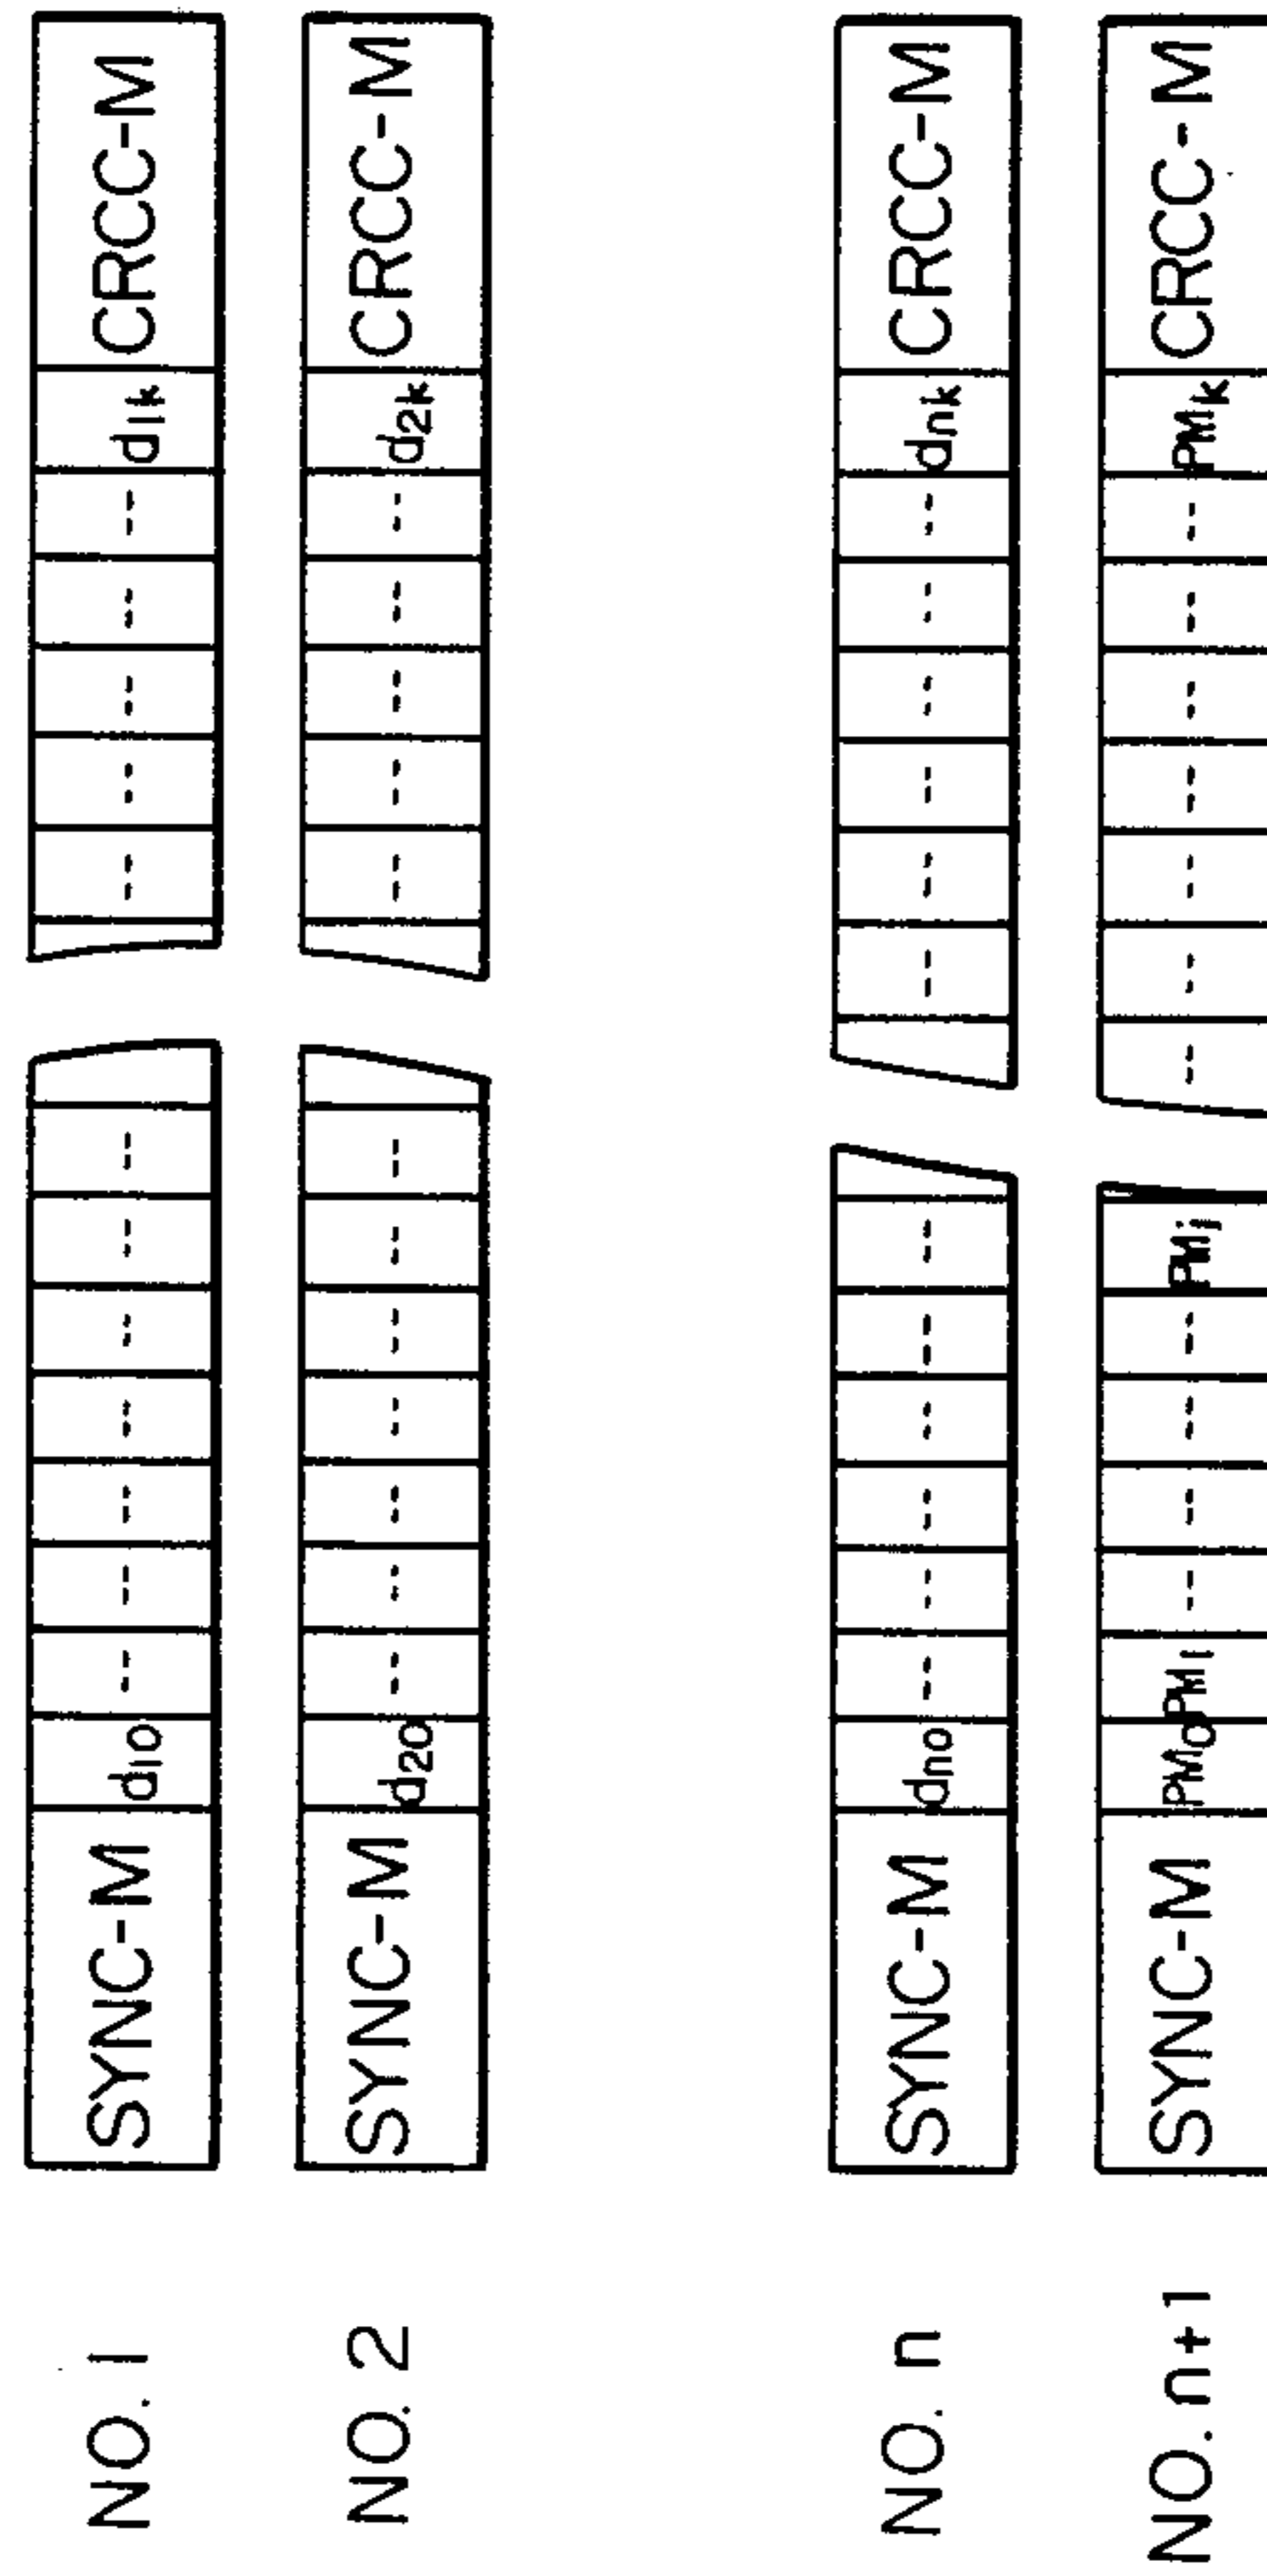 NO. 1 SYNC-M d10 -- -- -- -- -- -- -- -- -- -- -- d1k CRCC-M
NO. 2 SYNC-M d20 -- -- -- -- -- -- -- -- -- -- -- d2k CRCC-M
NO. n SYNC-M dn0 -- -- -- -- -- -- -- -- -- -- -- -- dnk CRCC-M
NO. n+1 SYNC-M PM0 PM1 -- -- -- -- PMj -- -- -- -- -- -- -- PMk CRCC-M